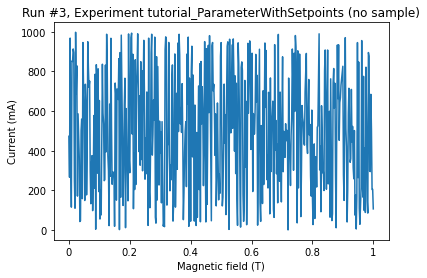 Run #3, Experiment tutorial_ParameterWithSetpoints (no sample)
1000
800
600
400
200
0
Current (mA)
0 0.2 0.4 0.6 0.8 1
Magnetic field (T)